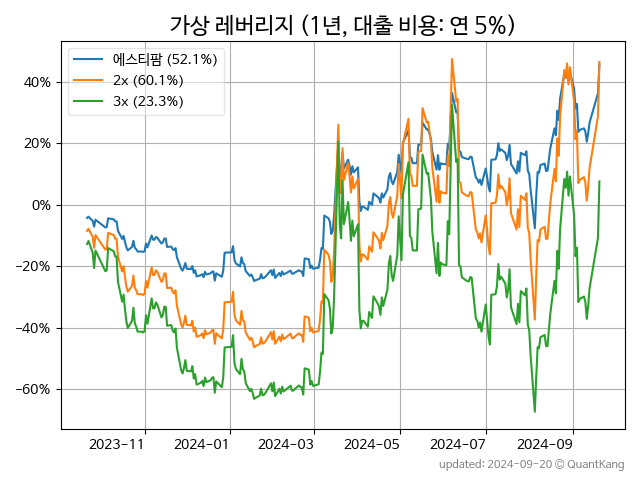 가상 레버리지 (1년, 대출 비용: 연 5%)
에스티팜 (52.1%)
2x (60.1%)
3x (23.3%)
40%
20%
0%
−20%
−40%
−60%
2023-11 2024-01 2024-03 2024-05 2024-07 2024-09
updated: 2024-09-20 @ QuantKang